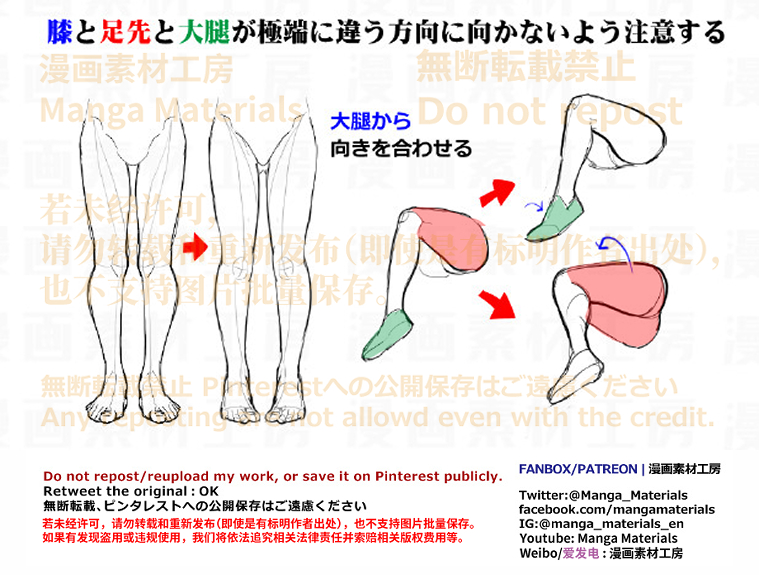 膝と足先と大腿が極端に違う方向に向かないよう注意する
漫画素材工房
無断転載禁止
Manga Materials
Do not repost
大腿から
向きを合わせる
若未经许可，
请勿转载和重新发布（即使是有标明作者出处），
也不支持图片批量保存。
無断転載禁止 Pinterestへの公開保存はご遠慮ください
Any reposting is not allowd even with the credit.
Do not repost/reupload my work, or save it on Pinterest publicly.
Retweet the original : OK
無断転載、ピンタレストへの公開保存はご遠慮ください
若未经许可，请勿转载和重新发布（即使是有标明作者出处），也不支持图片批量保存。
如果有发现盗用或违规使用，我们将依法追究相关法律责任并索赔相关版权费用等。
FANBOX/PATREON | 漫画素材工房
Twitter:@Manga_Materials
facebook.com/mangamaterials
IG:@manga_materials_en
Youtube: Manga Materials
Weibo/爱发电 : 漫画素材工房